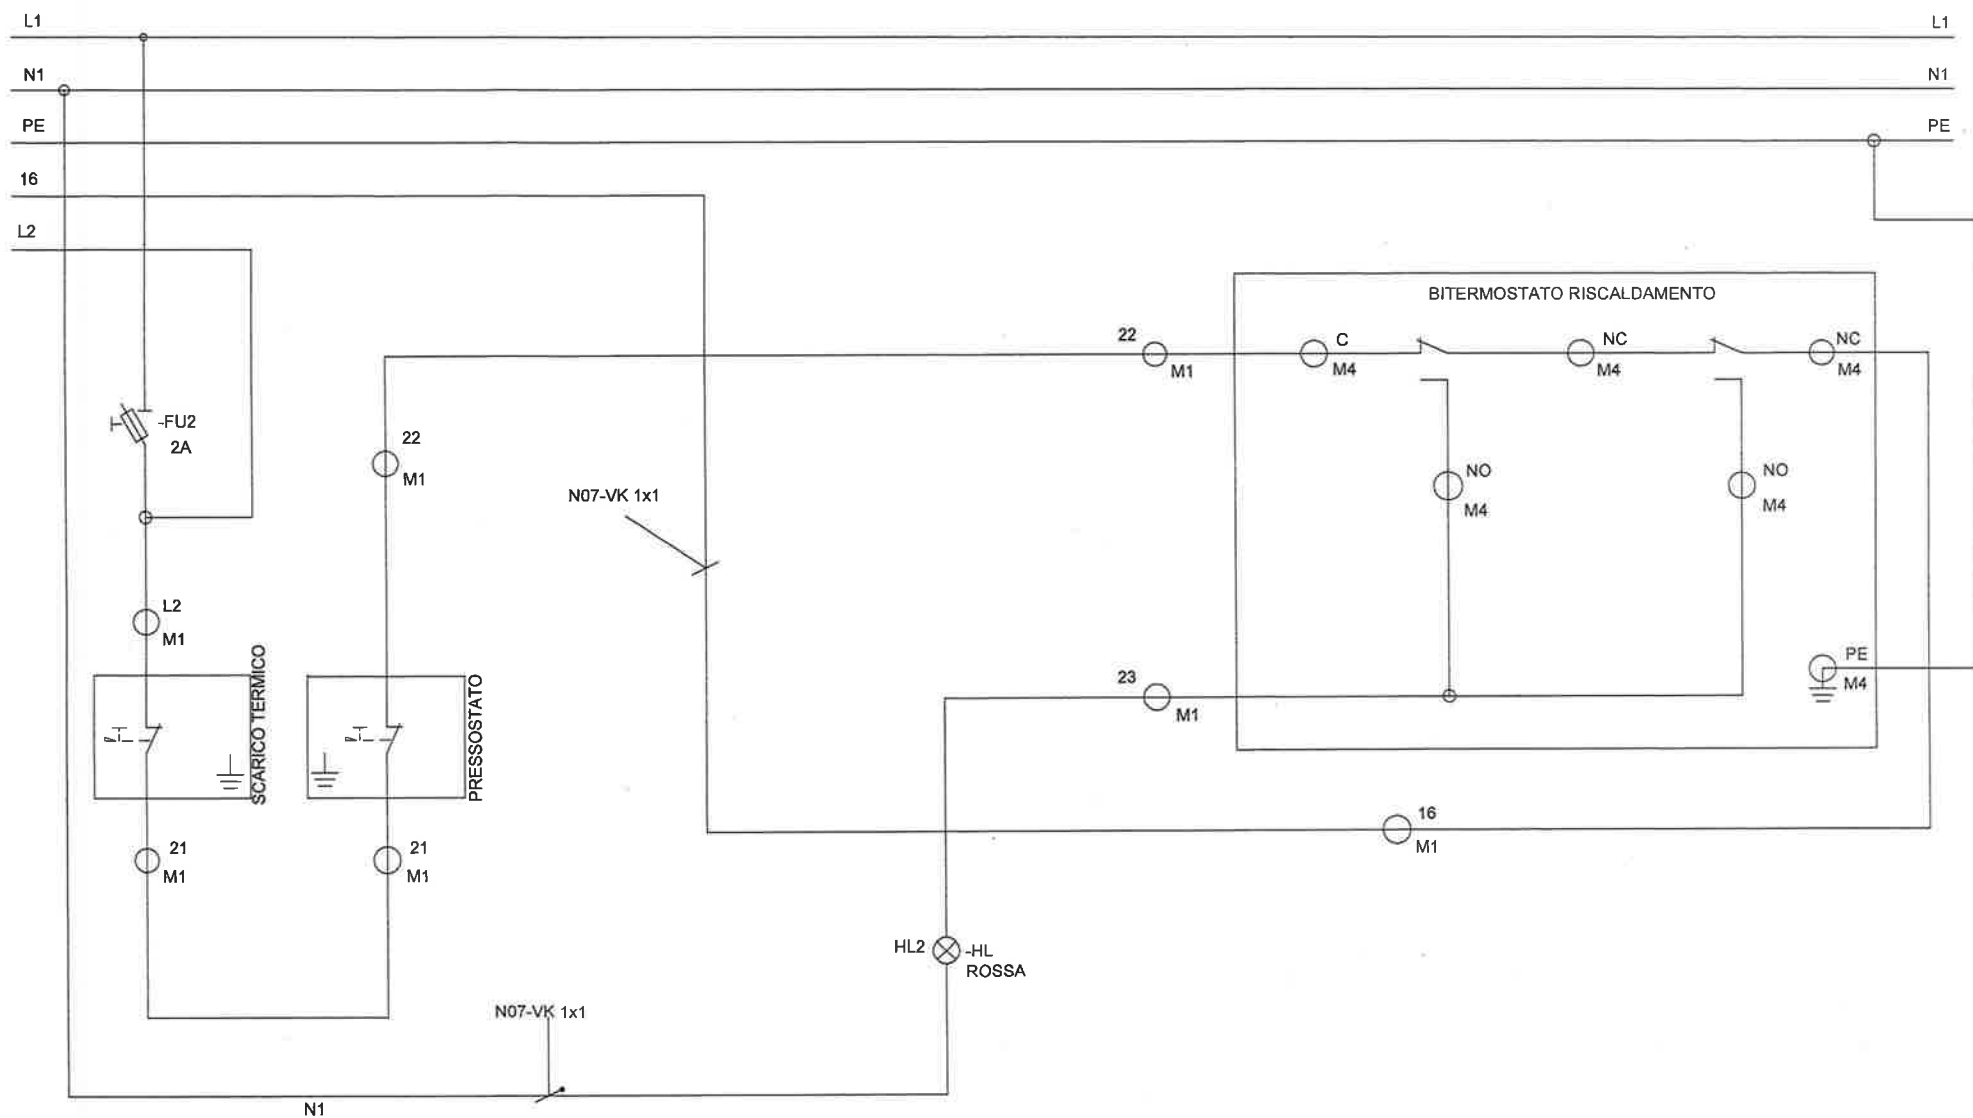 L1 L1
N1 N1
PE PE
16
L2
BITERMOSTATO RISCALDAMENTO
22
M1
C
M4
NC
M4
NC
M4
-FU2
2A
22
M1
N07-VK 1x1
NO
M4
NO
M4
L2
M1
SCARICO TERMICO
PRESSOSTATO
23
M1
PE
M4
16
M1
21
M1
21
M1
HL2 -HL
ROSSA
N07-VK 1x1
N1